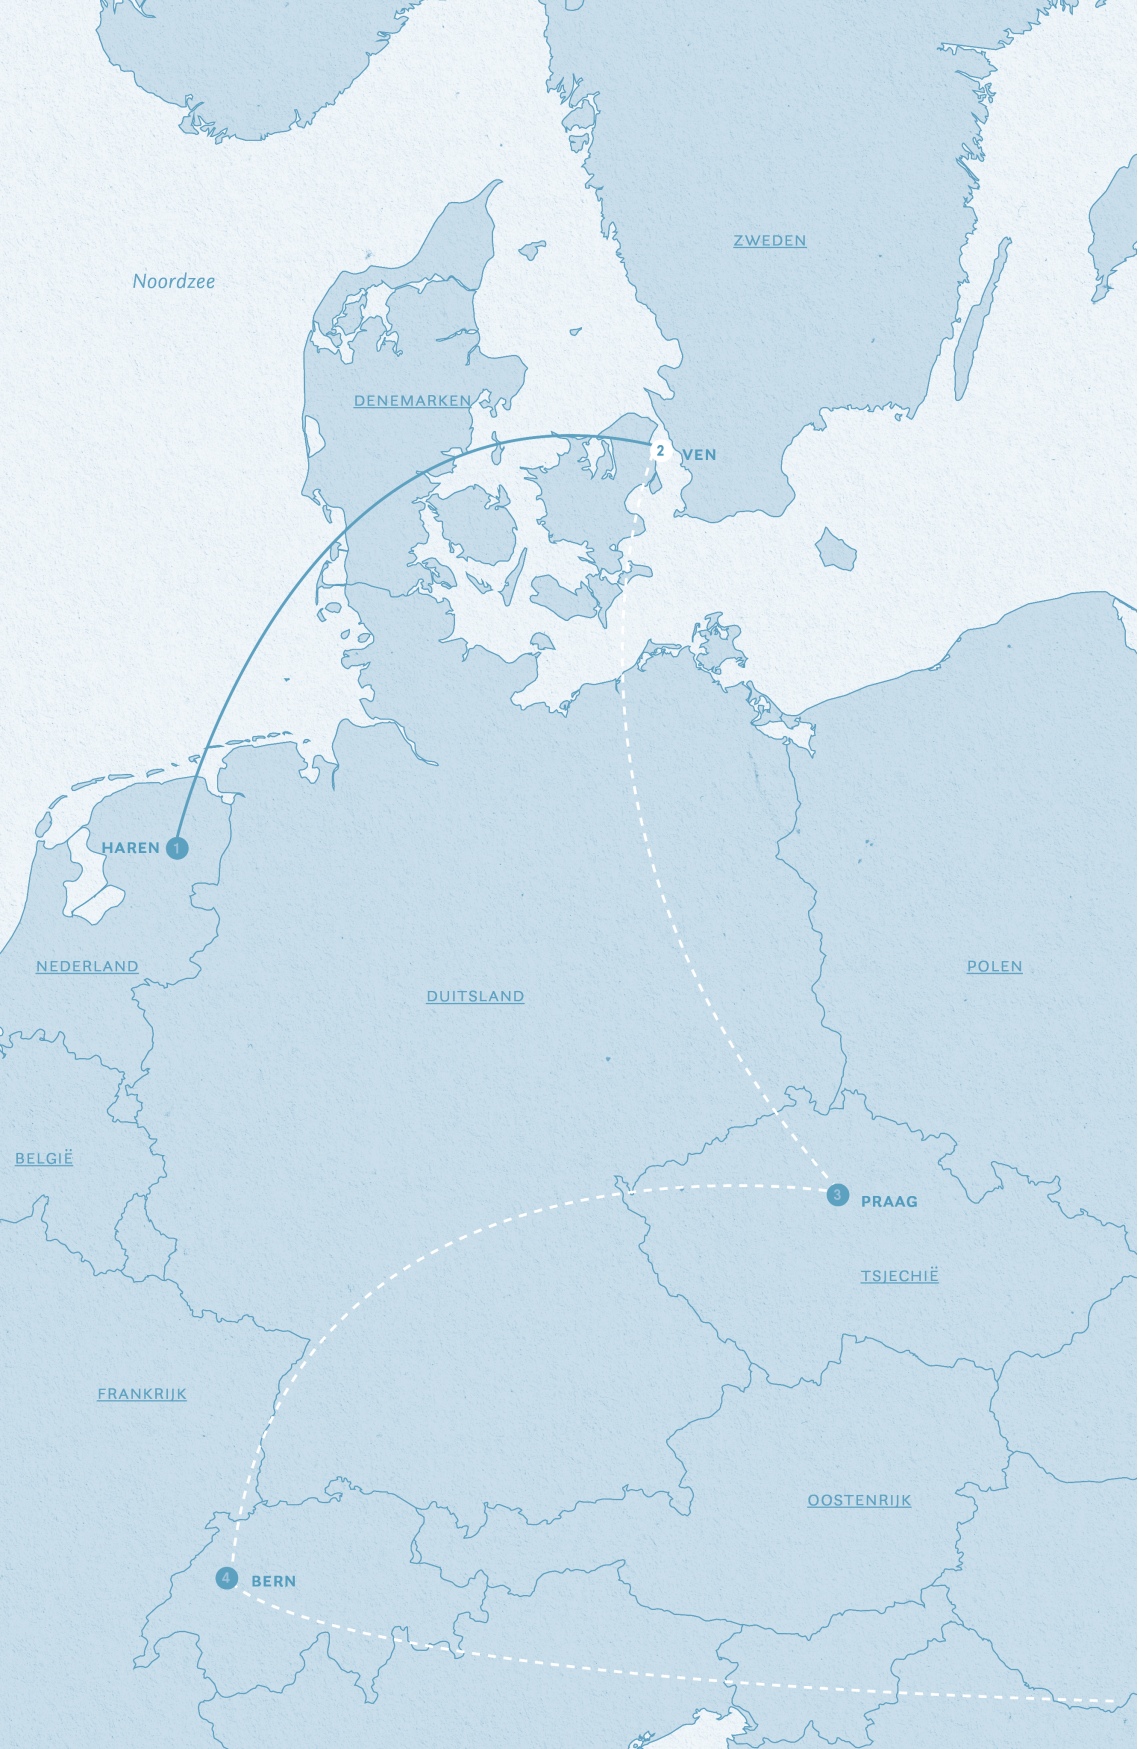 ZWEDEN
Noordzee
DENEMARKEN
2 VEN
HAREN 1
NEDERLAND
POLEN
DUITSLAND
BELGIË
3 PRAAG
TSJECHIË
FRANKRIJK
OOSTENRIJK
4 BERN